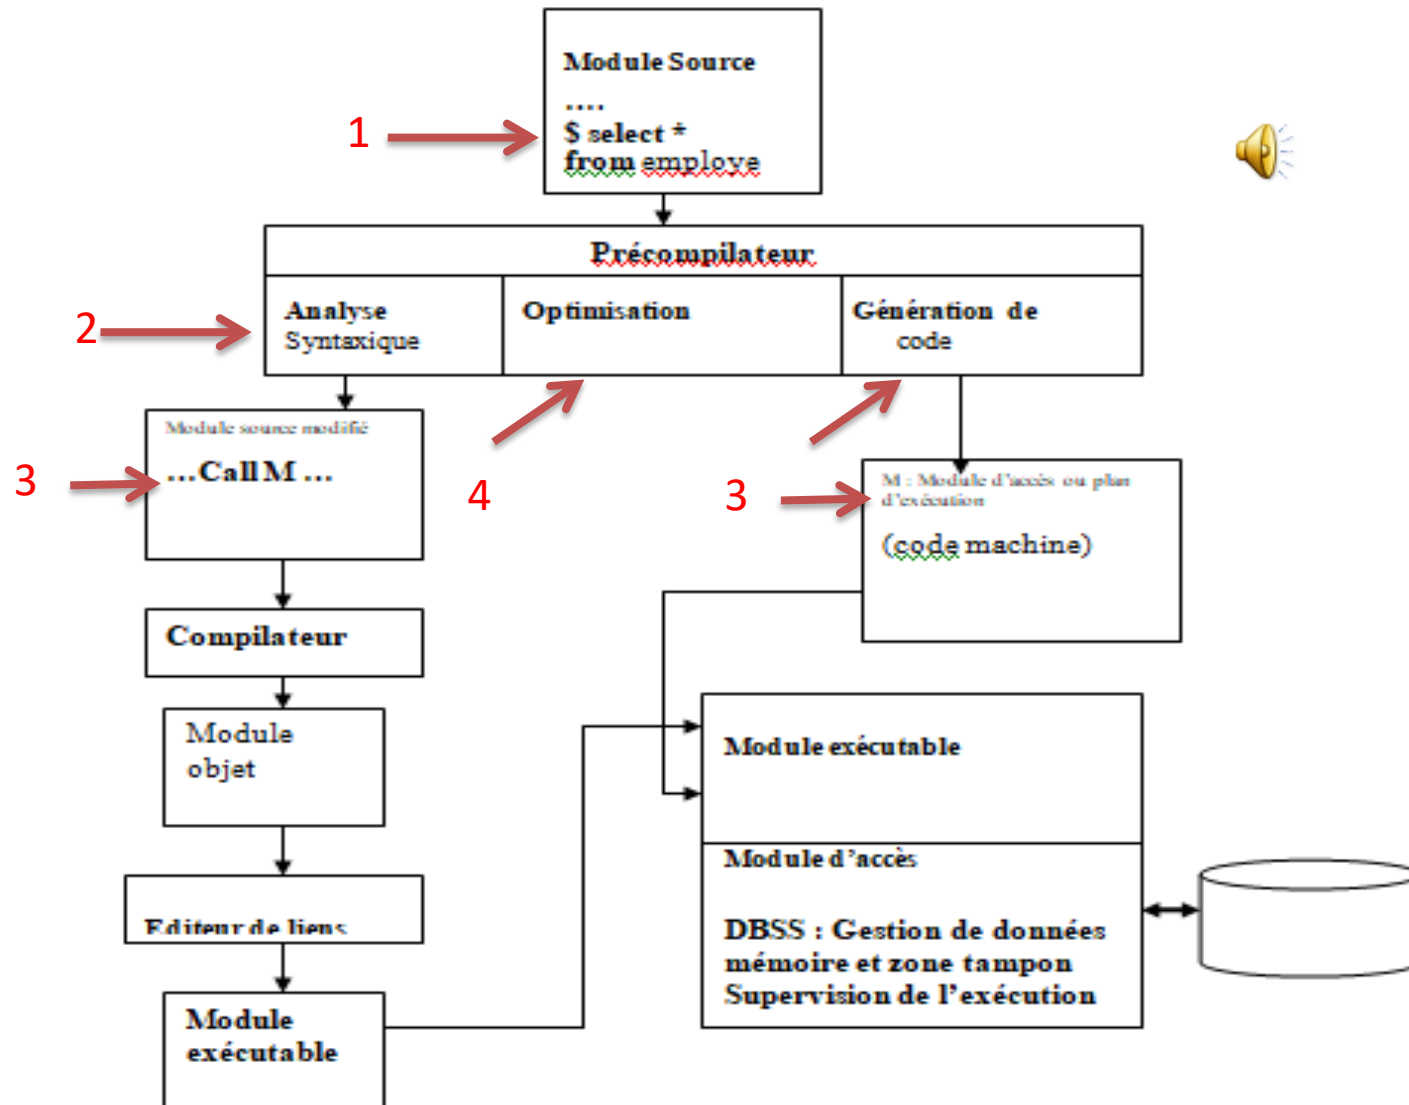 Module Source
....
1
$ select *
from employe
Précompilateur
2
Analyse
Syntaxique
Optimisation
Génération de
code
3
Module source modifié
...Call M ...
4
3
M : Module d'accès ou plan
d'exécution
(code machine)
Compilateur
Module
objet
Editeur de liens
Module
exécutable
Module exécutable
Module d'accès
DBSS : Gestion de données
mémoire et zone tampon
Supervision de l'exécution